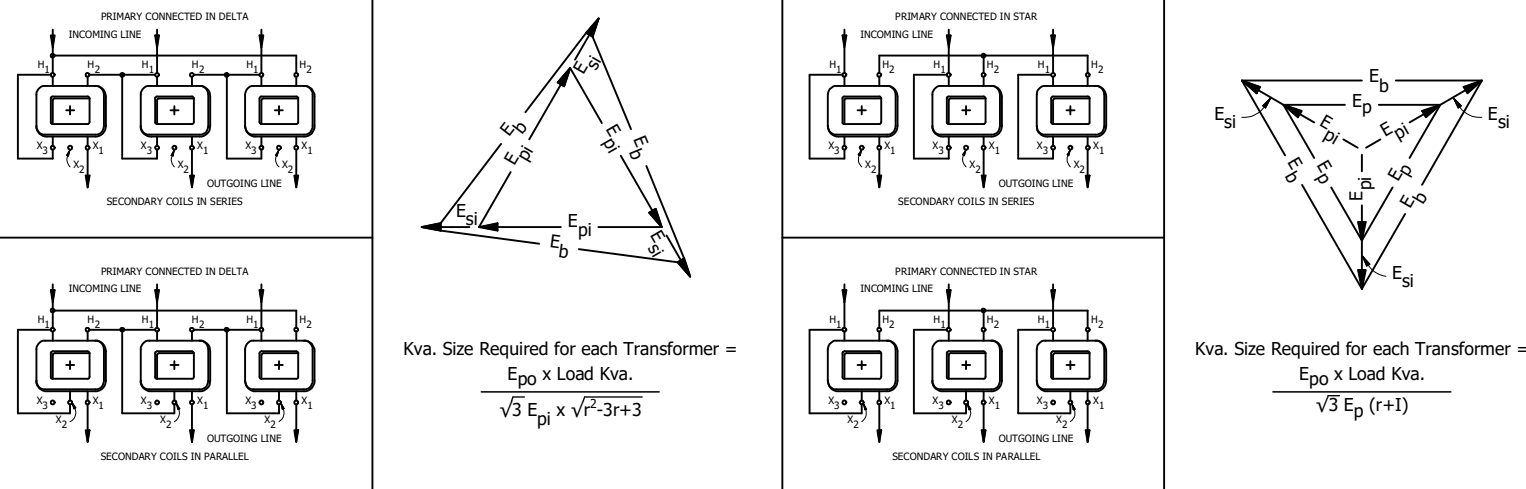 PRIMARY CONNECTED IN DELTA
INCOMING LINE
H1 H2 H1 H2 H1 H2
X3 X1 X3 X1 X3 X1
X2 X2 X2
OUTGOING LINE
SECONDARY COILS IN SERIES
PRIMARY CONNECTED IN DELTA
INCOMING LINE
H1 H2 H1 H2 H1 H2
X3 X1 X3 X1 X3 X1
X2 X2 X2
OUTGOING LINE
SECONDARY COILS IN PARALLEL
Esi
Eb
Epi
Epi
Eb
Esi
Epi
Eb
Esi
Kva. Size Required for each Transformer =
Epo x Load Kva.
√3 Epi x √r²-3r+3
PRIMARY CONNECTED IN STAR
INCOMING LINE
H1 H2 H1 H2 H1 H2
X3 X1 X3 X1 X3 X1
X2 X2 X2
OUTGOING LINE
SECONDARY COILS IN SERIES
PRIMARY CONNECTED IN STAR
INCOMING LINE
H1 H2 H1 H2 H1 H2
X3 X1 X3 X1 X3 X1
X2 X2 X2
OUTGOING LINE
SECONDARY COILS IN PARALLEL
Eb
Esi Ep Esi
Epi Epi
Eb Ep Epi Ep Eb
Esi
Kva. Size Required for each Transformer =
Epo x Load Kva.
√3 Ep (r+I)